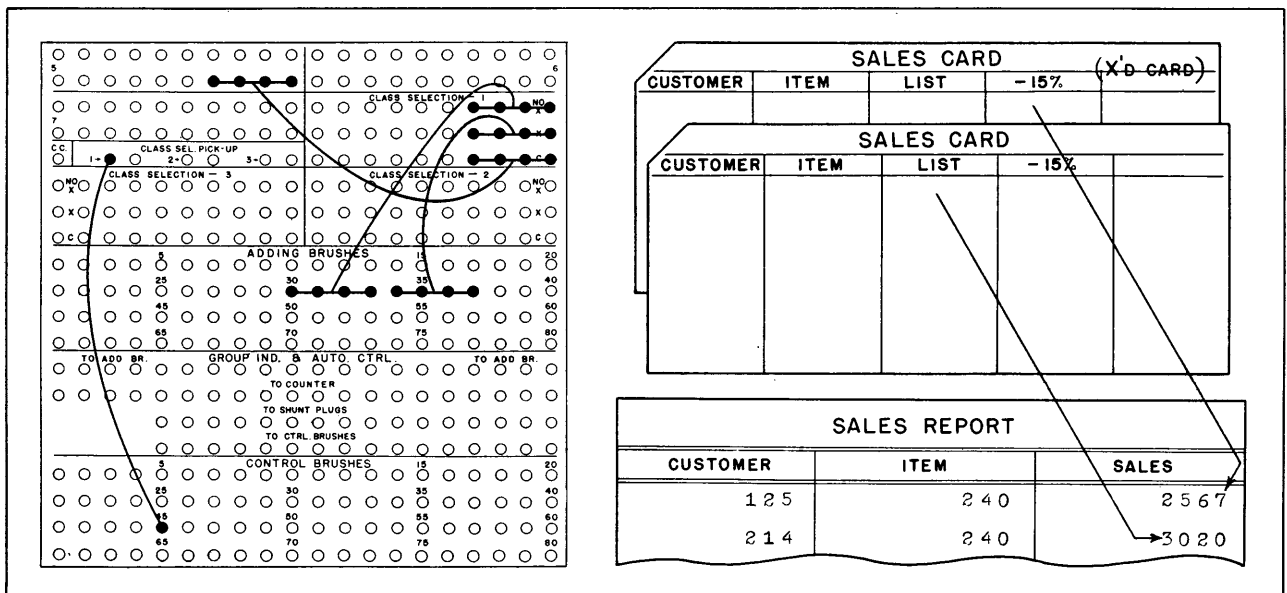 5 6
CLASS SELECTION - 1 NO X
7 X
C.C. CLASS SEL. PICK-UP
1→ 2→ 3→ C
CLASS SELECTION - 3 CLASS SELECTION - 2
NO X NO X
X X
C C
5 ADDING BRUSHES 15 20
25 30 35 40
45 50 55 60
65 70 75 80
TO ADD BR. GROUP IND. & AUTO. CTRL. TO ADD BR.
TO COUNTER
TO SHUNT PLUGS
TO CTRL. BRUSHES
5 CONTROL BRUSHES 15 20
25 30 35 40
45 50 55 60
65 70 75 80
SALES CARD
(X'D CARD)
CUSTOMER ITEM LIST -15%
SALES CARD
CUSTOMER ITEM LIST -15%
SALES REPORT
CUSTOMER ITEM SALES
125 240 2567
214 240 3020